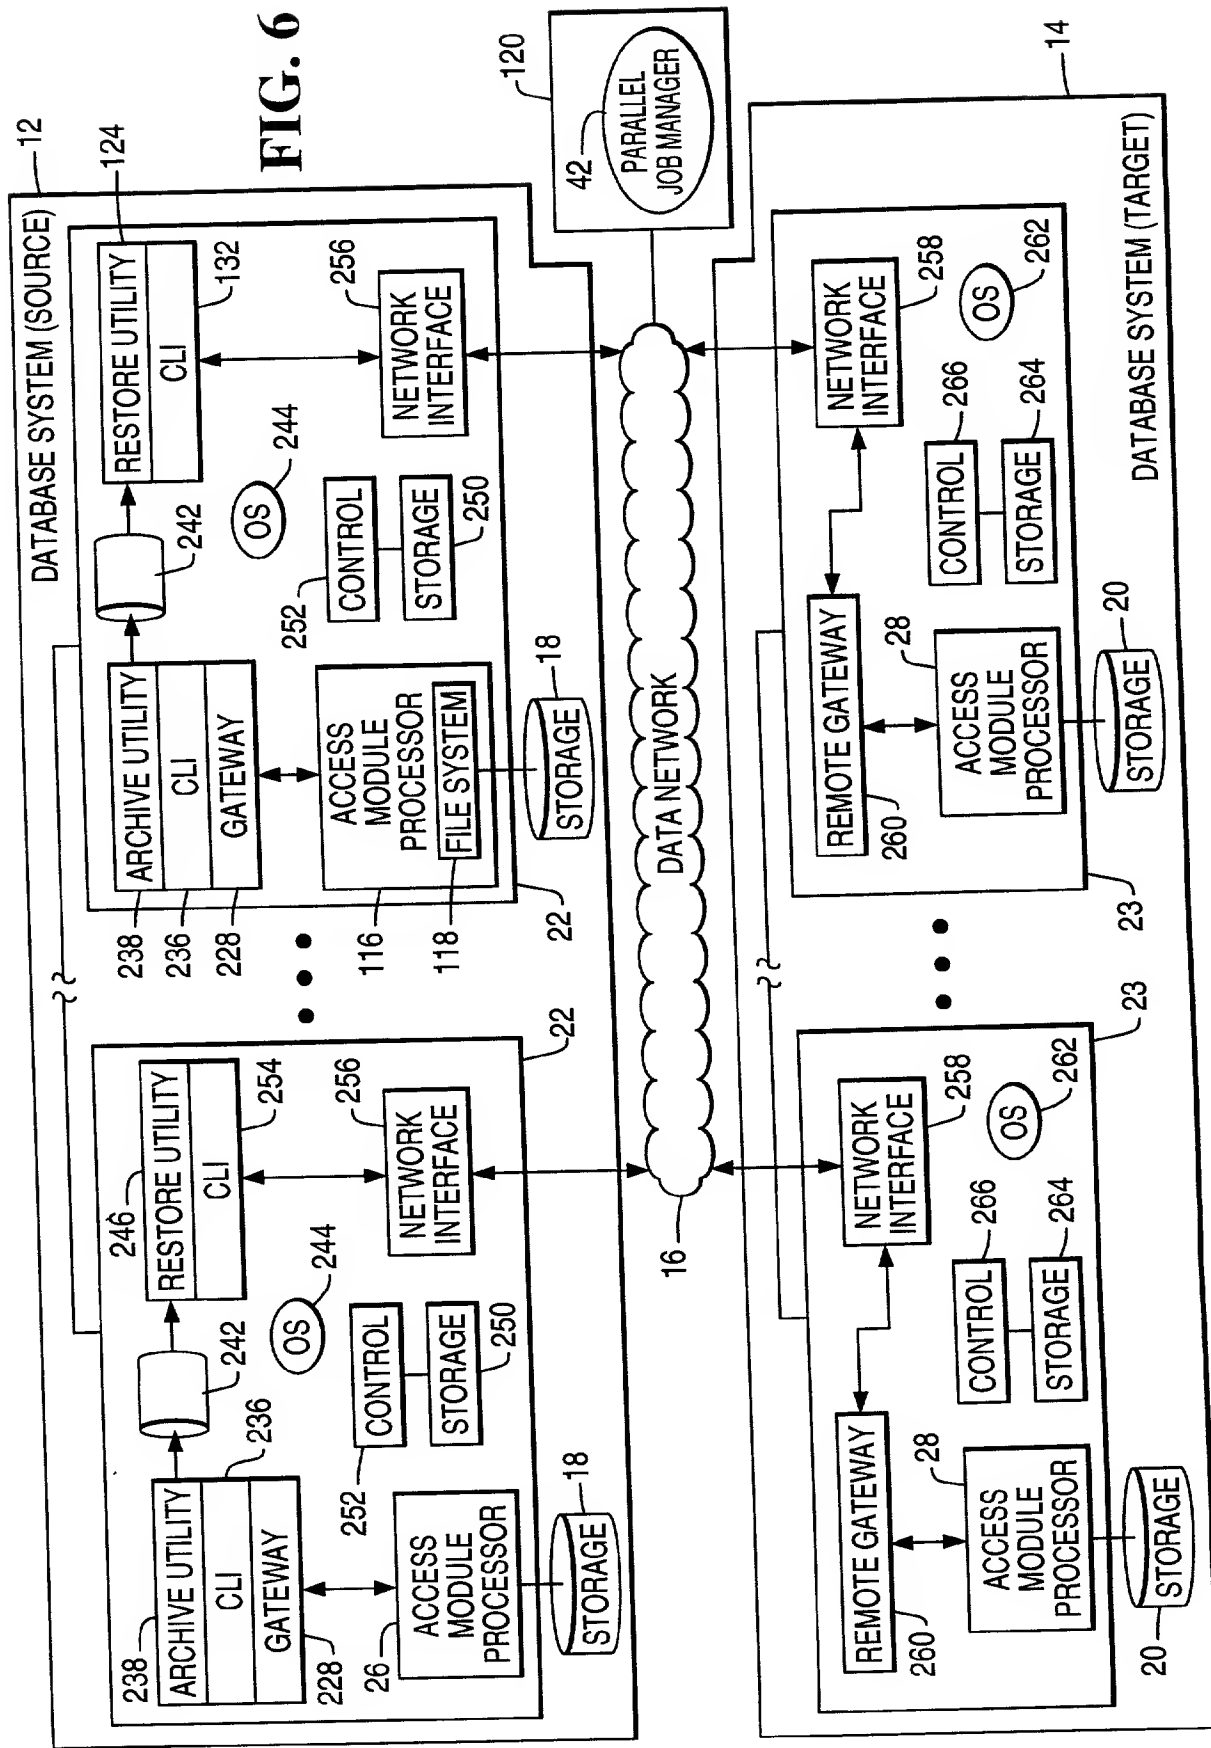 FIG. 6
12
DATABASE SYSTEM (SOURCE)
238
ARCHIVE UTILITY
CLI
236
GATEWAY
228
242
246
RESTORE UTILITY
CLI
254
OS
244
26
ACCESS
MODULE
PROCESSOR
252
CONTROL
STORAGE
250
256
NETWORK
INTERFACE
18
STORAGE
22
ARCHIVE UTILITY
CLI
GATEWAY
238
236
228
242
124
RESTORE UTILITY
CLI
132
OS
244
ACCESS
MODULE
PROCESSOR
FILE SYSTEM
116
118
252
CONTROL
STORAGE
250
256
NETWORK
INTERFACE
18
STORAGE
22
16
DATA NETWORK
120
42
PARALLEL
JOB MANAGER
14
DATABASE SYSTEM (TARGET)
REMOTE GATEWAY
260
NETWORK
INTERFACE
258
28
ACCESS
MODULE
PROCESSOR
CONTROL
266
STORAGE
264
OS
262
20
STORAGE
23
REMOTE GATEWAY
260
NETWORK
INTERFACE
258
28
ACCESS
MODULE
PROCESSOR
CONTROL
266
STORAGE
264
OS
262
20
STORAGE
23